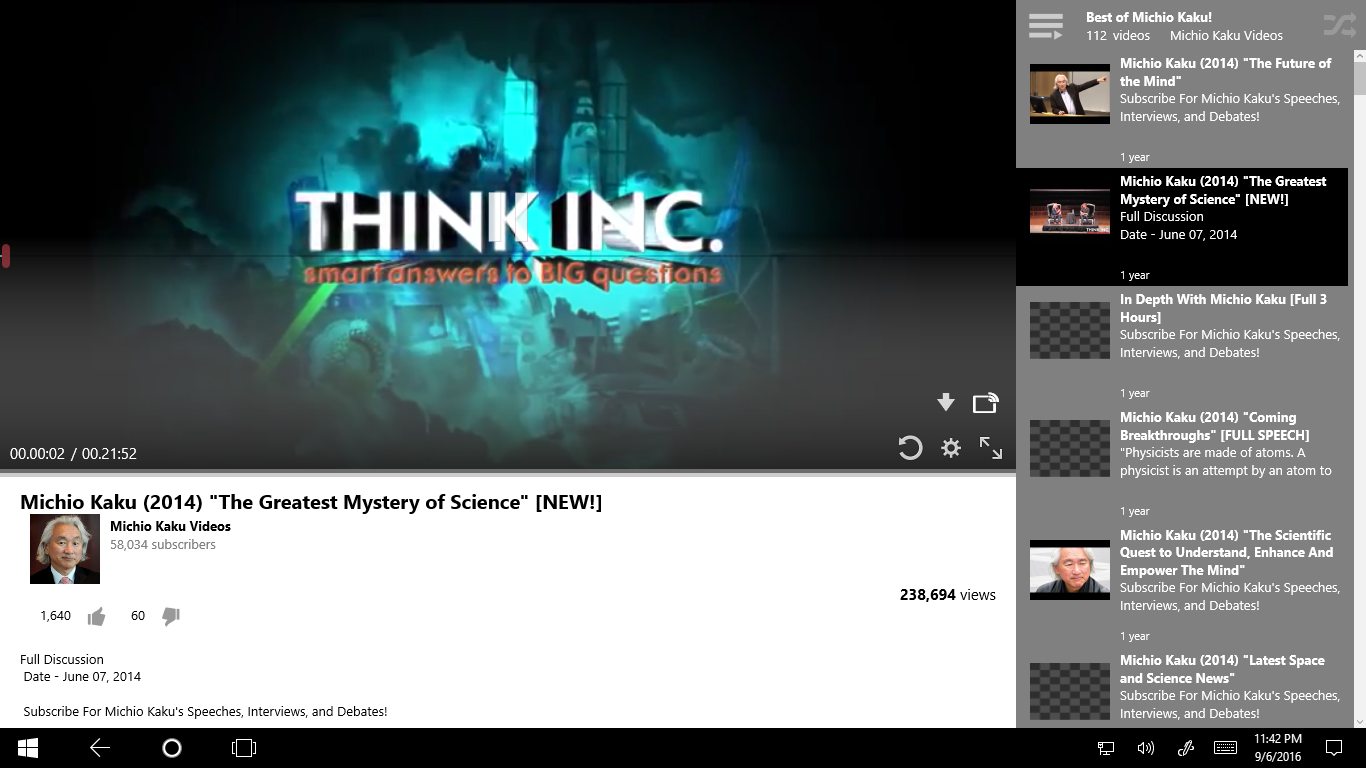 THINK INC.
smart answers to BIG questions
00.00:02 / 00.21:52
Michio Kaku (2014) "The Greatest Mystery of Science" [NEW!]
Michio Kaku Videos
58,034 subscribers
238,694 views
1,640
60
Full Discussion
Date - June 07, 2014
Subscribe For Michio Kaku's Speeches, Interviews, and Debates!
Best of Michio Kaku!
112 videos Michio Kaku Videos
Michio Kaku (2014) "The Future of
the Mind"
Subscribe For Michio Kaku's Speeches,
Interviews, and Debates!
1 year
Michio Kaku (2014) "The Greatest
Mystery of Science" [NEW!]
Full Discussion
Date - June 07, 2014
THINK INC
1 year
In Depth With Michio Kaku [Full 3
Hours]
Subscribe For Michio Kaku's Speeches,
Interviews, and Debates!
1 year
Michio Kaku (2014) "Coming
Breakthroughs" [FULL SPEECH]
"Physicists are made of atoms. A
physicist is an attempt by an atom to
1 year
Michio Kaku (2014) "The Scientific
Quest to Understand, Enhance And
Empower The Mind"
Subscribe For Michio Kaku's Speeches,
Interviews, and Debates!
1 year
Michio Kaku (2014) "Latest Space
and Science News"
Subscribe For Michio Kaku's Speeches,
Interviews, and Debates!
11:42 PM
9/6/2016